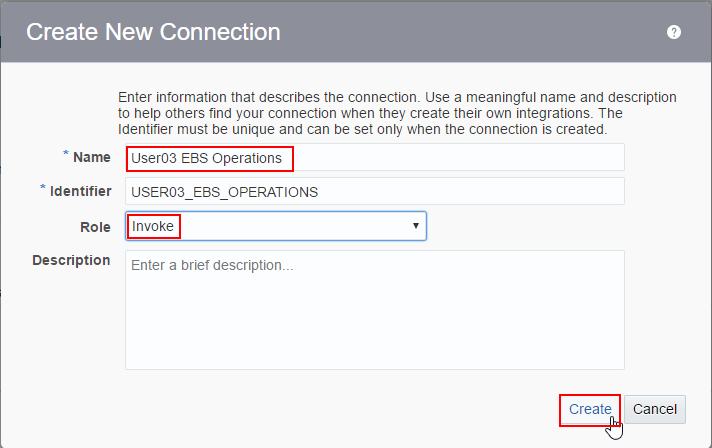 Create New Connection
?
Enter information that describes the connection. Use a meaningful name and description
to help others find your connection when they create their own integrations. The
Identifier must be unique and can be set only when the connection is created.
* Name User03 EBS Operations
* Identifier USER03_EBS_OPERATIONS
Role Invoke
Description Enter a brief description...
Create Cancel